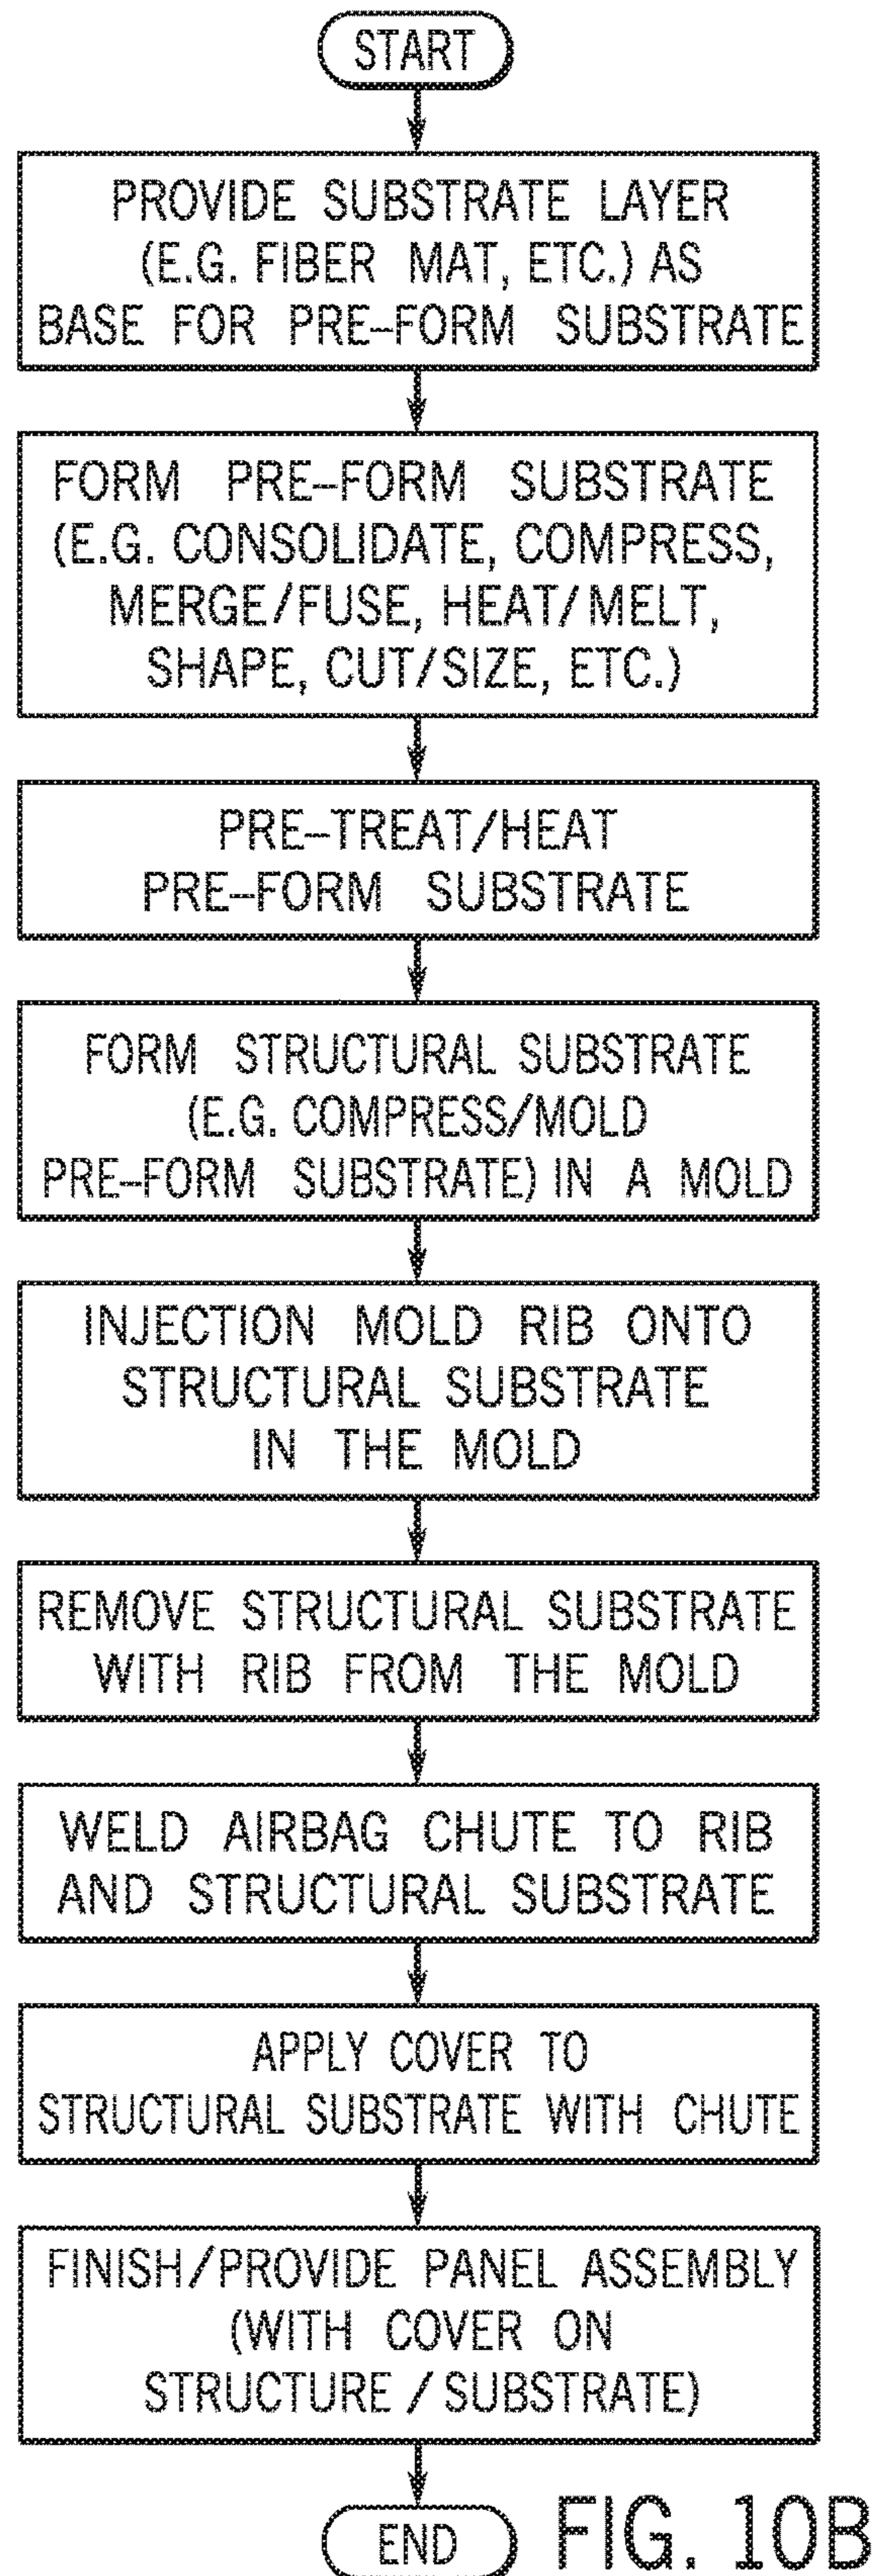 START
PROVIDE SUBSTRATE LAYER
(E.G. FIBER MAT, ETC.) AS
BASE FOR PRE–FORM SUBSTRATE
FORM PRE–FORM SUBSTRATE
(E.G. CONSOLIDATE, COMPRESS,
MERGE/FUSE, HEAT/MELT,
SHAPE, CUT/SIZE, ETC.)
PRE–TREAT/HEAT
PRE–FORM SUBSTRATE
FORM STRUCTURAL SUBSTRATE
(E.G. COMPRESS/MOLD
PRE–FORM SUBSTRATE) IN A MOLD
INJECTION MOLD RIB ONTO
STRUCTURAL SUBSTRATE
IN THE MOLD
REMOVE STRUCTURAL SUBSTRATE
WITH RIB FROM THE MOLD
WELD AIRBAG CHUTE TO RIB
AND STRUCTURAL SUBSTRATE
APPLY COVER TO
STRUCTURAL SUBSTRATE WITH CHUTE
FINISH/PROVIDE PANEL ASSEMBLY
(WITH COVER ON
STRUCTURE / SUBSTRATE)
END
FIG. 10B